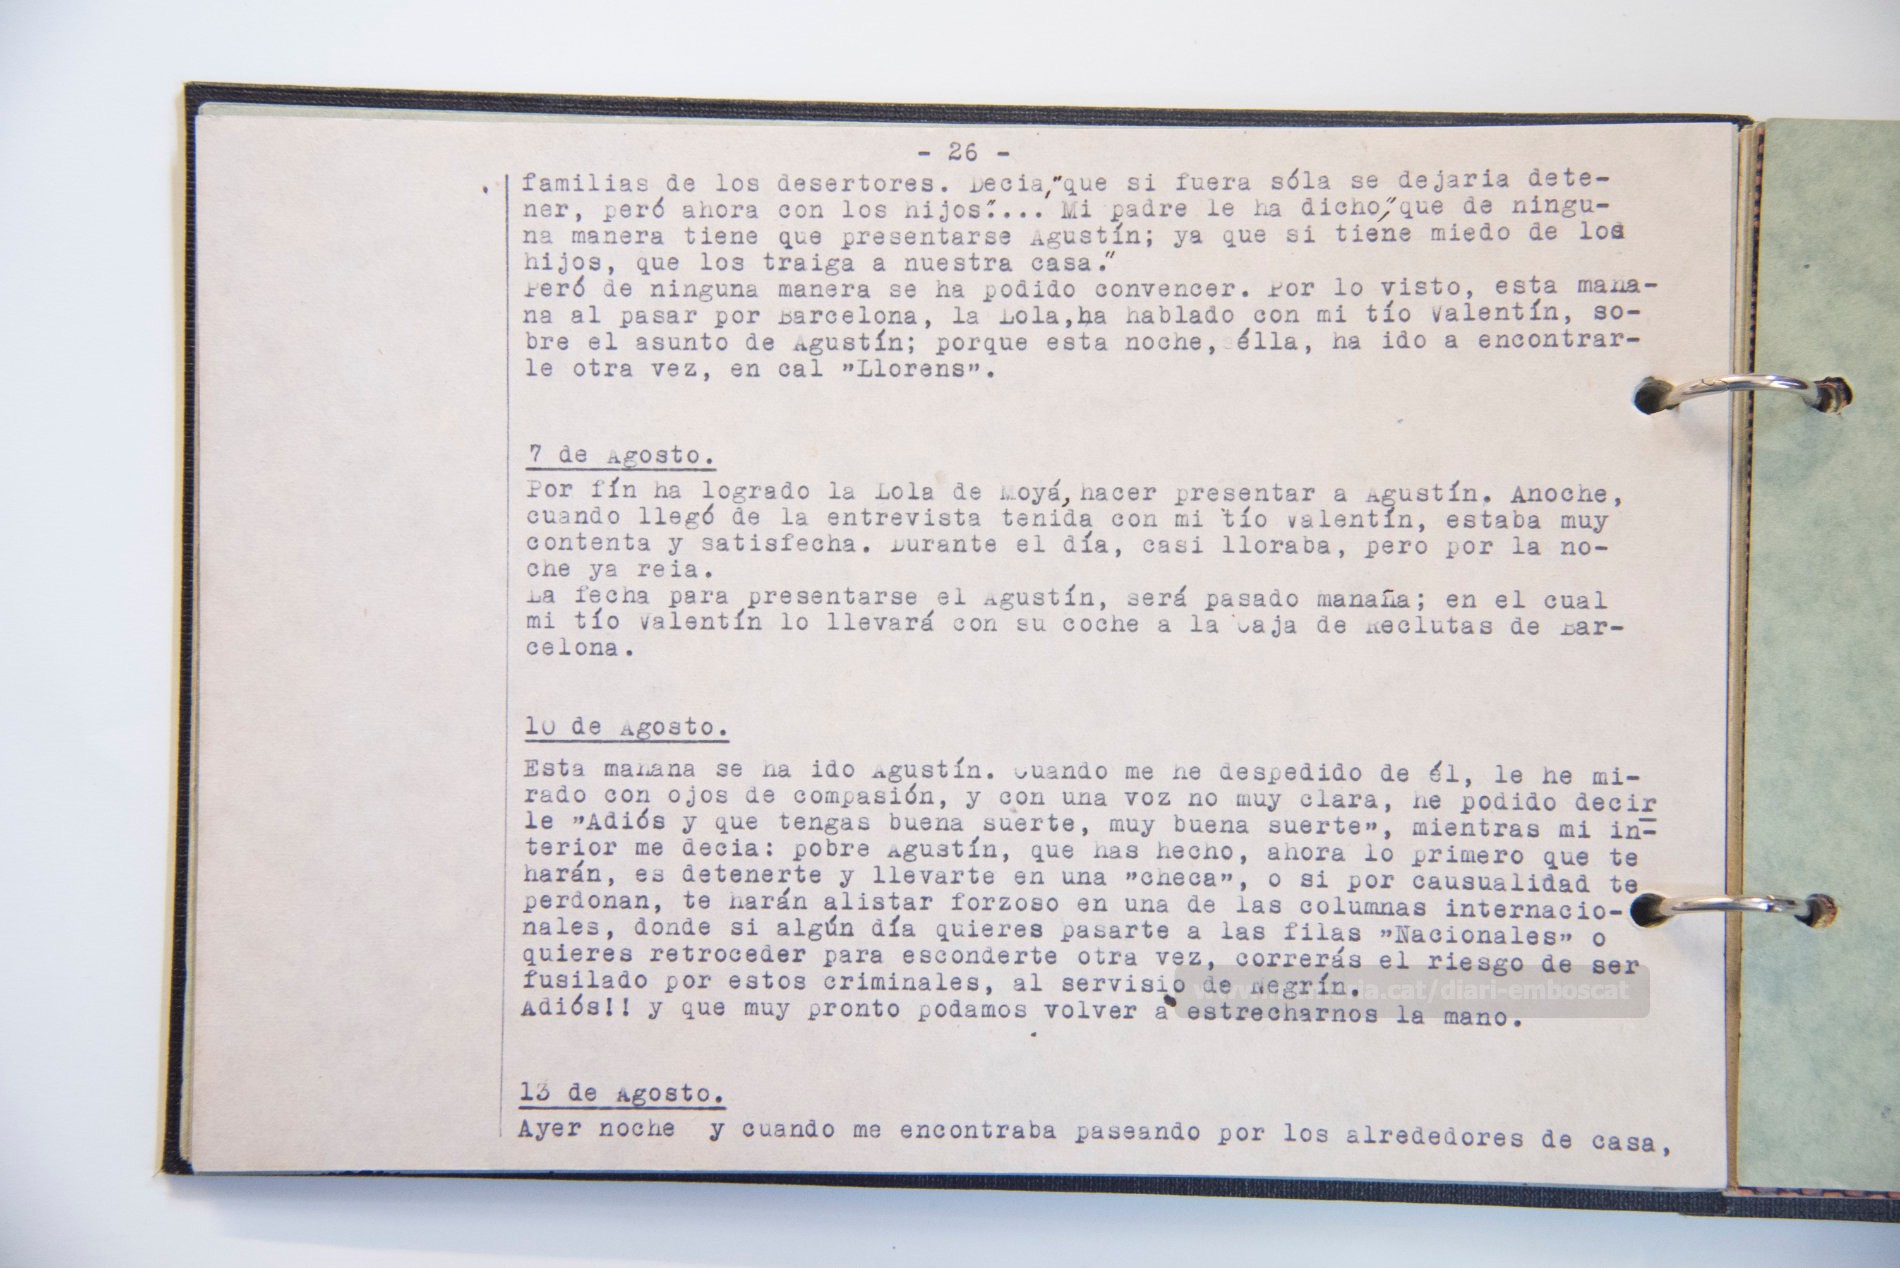 - 26 -
familias de los desertores. Decia,"que si fuera sóla se dejaria dete-
ner, peró ahora con los hijos".... Mi padre le ha dicho,"que de ningu-
na manera tiene que presentarse Agustín; ya que si tiene miedo de los
hijos, que los traiga a nuestra casa."
Peró de ninguna manera se ha podido convencer. Por lo visto, esta maña-
na al pasar por Barcelona, la Lola,ha hablado con mi tío Valentín, so-
bre el asunto de Agustín; porque esta noche, élla, ha ido a encontrar-
le otra vez, en cal "Llorens".
7 de Agosto.
Por fín ha logrado la Lola de Moyá,hacer presentar a Agustín. Anoche,
cuando llegó de la entrevista tenida con mi tío Valentín, estaba muy
contenta y satisfecha. Durante el día, casi lloraba, pero por la no-
che ya reia.
La fecha para presentarse el Agustín, será pasado manaña; en el cual
mi tío Valentín lo llevará con su coche a la Caja de Reclutas de Bar-
celona.
10 de Agosto.
Esta mañana se ha ido Agustín. Cuando me he despedido de él, le he mi-
rado con ojos de compasión, y con una voz no muy clara, he podido decir
le "Adiós y que tengas buena suerte, muy buena suerte", mientras mi in-
terior me decia: pobre Agustín, que has hecho, ahora lo primero que te
harán, es detenerte y llevarte en una "checa", o si por causualidad te
perdonan, te harán alistar forzoso en una de las columnas internacio-
nales, donde si algún día quieres pasarte a las filas "Nacionales" o
quieres retroceder para esconderte otra vez, correrás el riesgo de ser
fusilado por estos criminales, al servisio de Negrín.
Adiós!! y que muy pronto podamos volver a estrecharnos la mano.
13 de Agosto.
Ayer noche y cuando me encontraba paseando por los alrededores de casa,